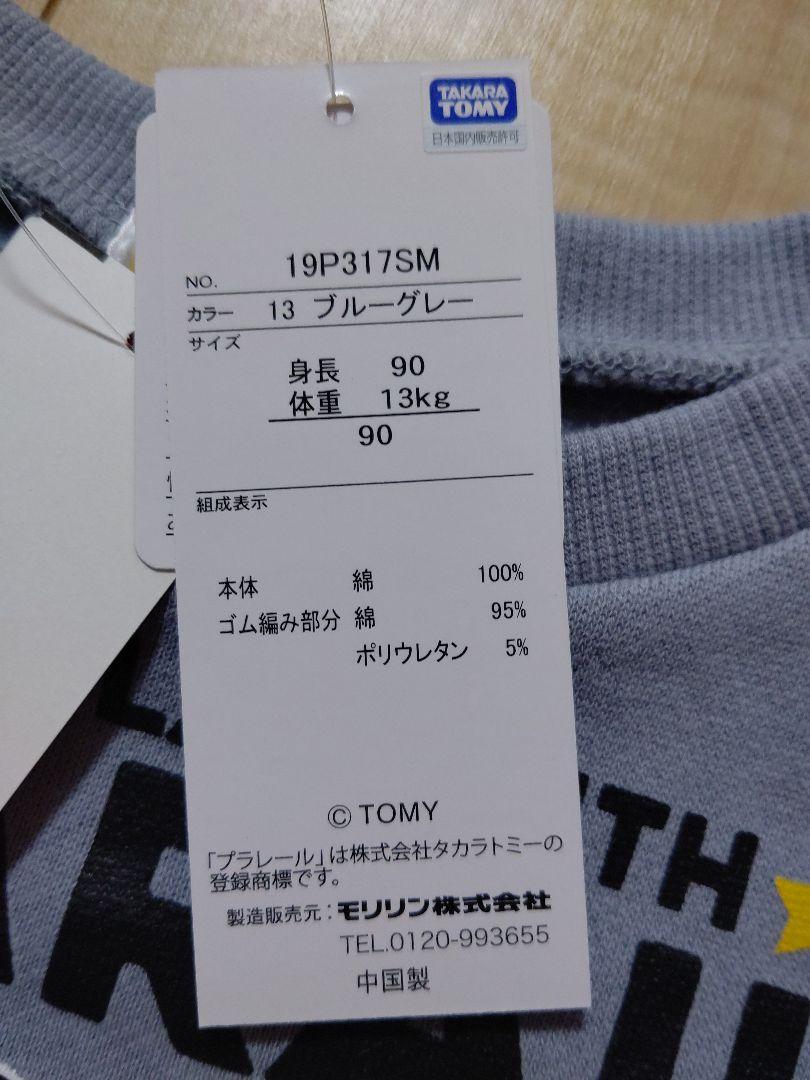 TAKARA
TOMY
日本国内販売許可
NO. 19P317SM
カラー 13 ブルーグレー
サイズ
身長 90
体重 13kg
90
組成表示
本体 綿 100%
ゴム編み部分 綿 95%
ポリウレタン 5%
© TOMY
「プラレール」は株式会社タカラトミーの
登録商標です。
製造販売元：モリリン株式会社
TEL.0120-993655
中国製
TH